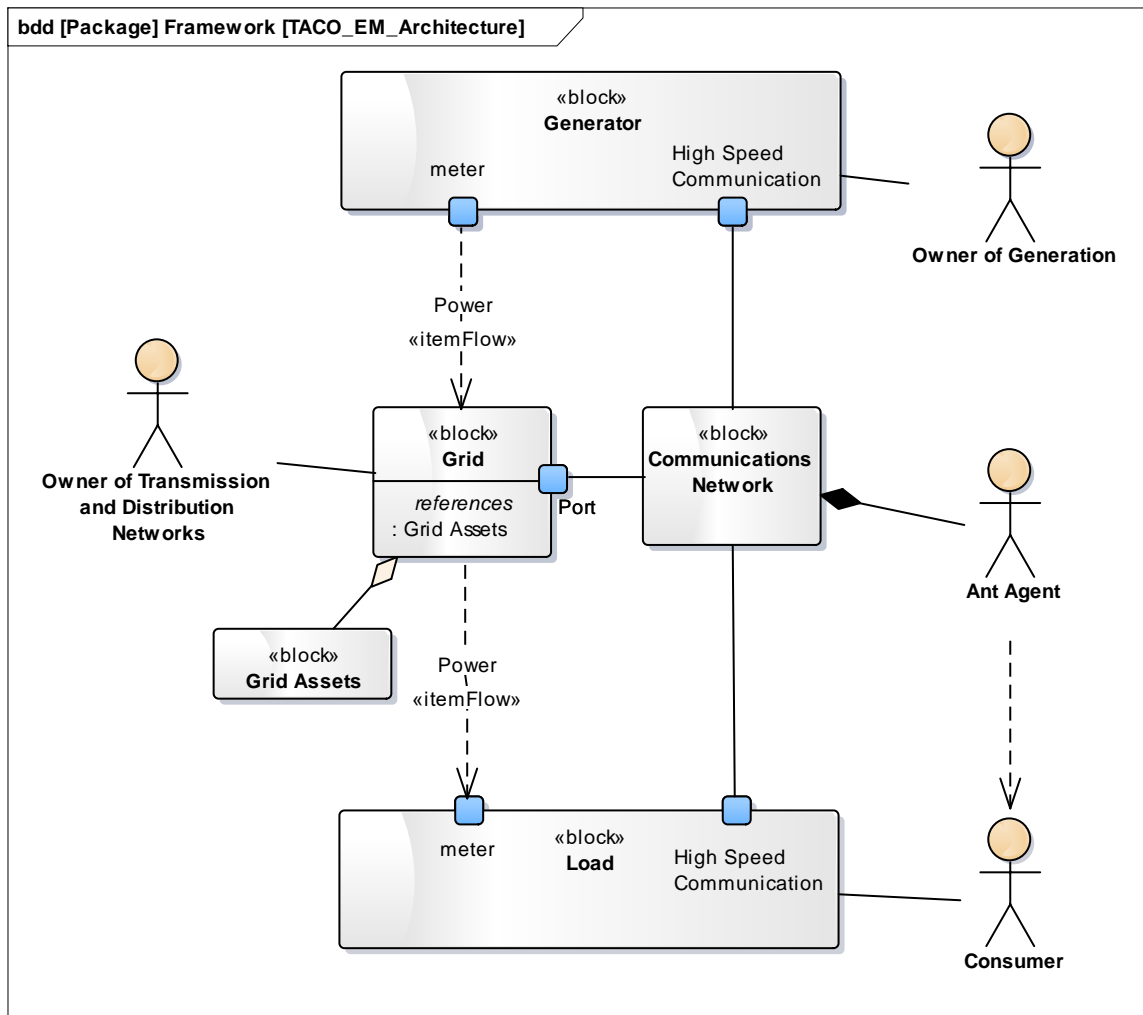 bdd [Package] Framework [TACO_EM_Architecture]
«block»
Generator
meter
High Speed
Communication
Owner of Generation
Power
«itemFlow»
Owner of Transmission
and Distribution
Networks
«block»
Grid
references
: Grid Assets
Port
«block»
Communications
Network
Ant Agent
«block»
Grid Assets
Power
«itemFlow»
meter
«block»
Load
High Speed
Communication
Consumer